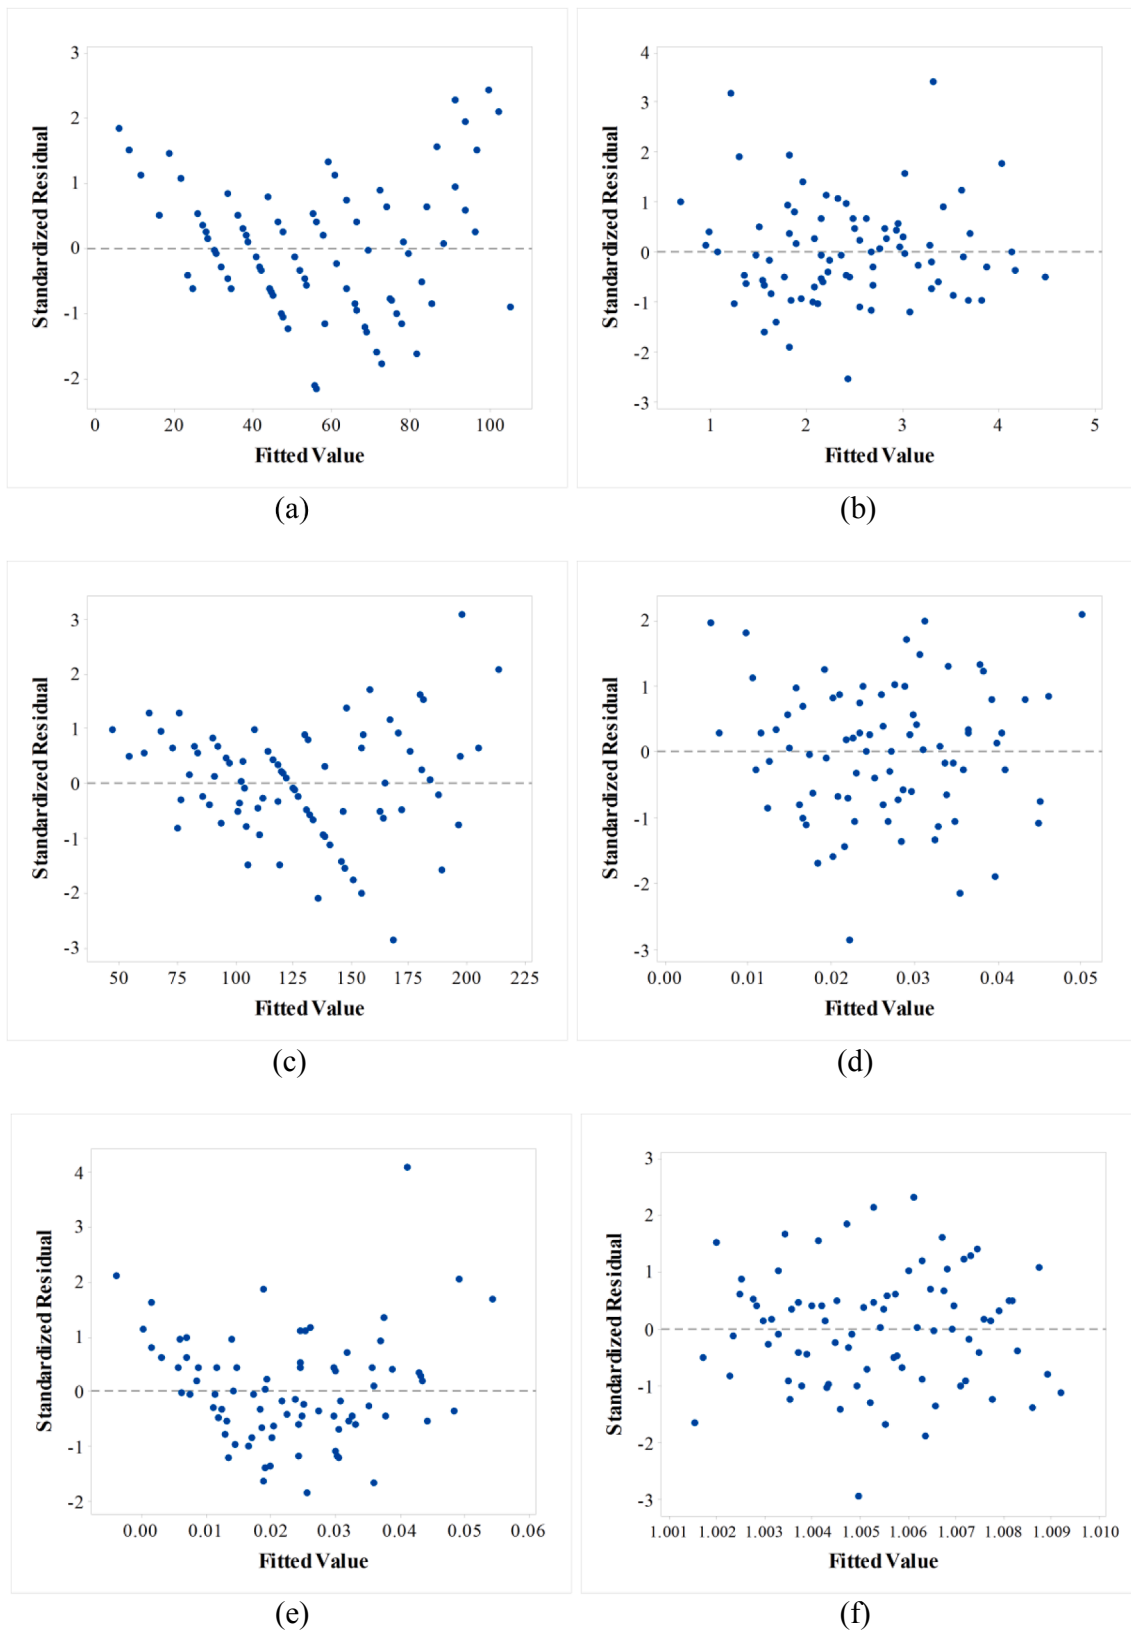 3
2
1
0
-1
-2
Standardized Residual
0 20 40 60 80 100
Fitted Value
(a)
4
3
2
1
0
-1
-2
-3
Standardized Residual
1 2 3 4 5
Fitted Value
(b)
3
2
1
0
-1
-2
-3
Standardized Residual
50 75 100 125 150 175 200 225
Fitted Value
(c)
2
1
0
-1
-2
-3
Standardized Residual
0.00 0.01 0.02 0.03 0.04 0.05
Fitted Value
(d)
4
3
2
1
0
-1
-2
Standardized Residual
0.00 0.01 0.02 0.03 0.04 0.05 0.06
Fitted Value
(e)
3
2
1
0
-1
-2
-3
Standardized Residual
1.001 1.002 1.003 1.004 1.005 1.006 1.007 1.008 1.009 1.010
Fitted Value
(f)